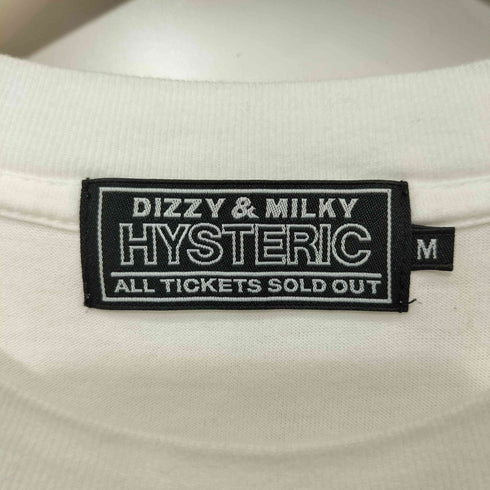 DIZZY & MILKY
HYSTERIC
ALL TICKETS SOLD OUT
M